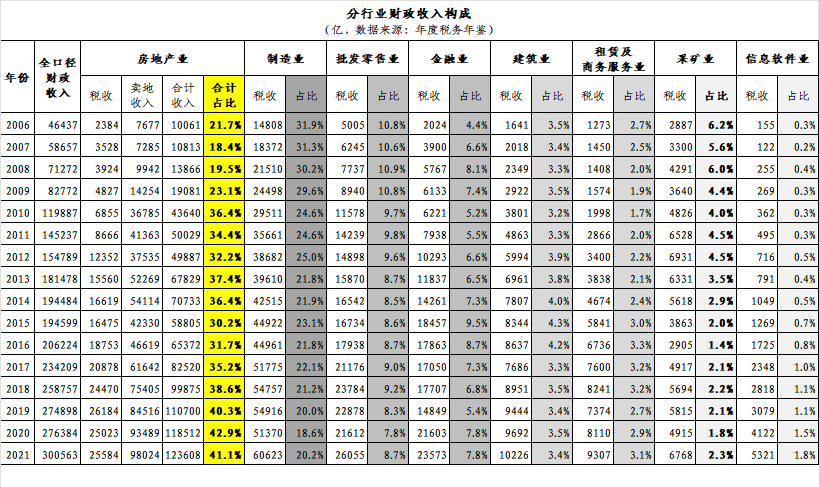 分行业财政收入构成
（亿，数据来源：年度税务年鉴）
年份 全口径财政收入 房地产业 制造业 批发零售业 金融业 建筑业 租赁及商务服务业 采矿业 信息软件业
税收 卖地收入 合计收入 合计占比 税收 占比 税收 占比 税收 占比 税收 占比 税收 占比 税收 占比 税收 占比
2006 46437 2384 7677 10061 21.7% 14808 31.9% 5005 10.8% 2024 4.4% 1641 3.5% 1273 2.7% 2887 6.2% 155 0.3%
2007 58657 3528 7285 10813 18.4% 18372 31.3% 6245 10.6% 3900 6.6% 2018 3.4% 1450 2.5% 3300 5.6% 122 0.2%
2008 71272 3924 9942 13866 19.5% 21510 30.2% 7737 10.9% 5767 8.1% 2349 3.3% 1408 2.0% 4291 6.0% 255 0.4%
2009 82772 4827 14254 19081 23.1% 24498 29.6% 8940 10.8% 6133 7.4% 2922 3.5% 1574 1.9% 3640 4.4% 269 0.3%
2010 119887 6855 36785 43640 36.4% 29511 24.6% 11578 9.7% 6221 5.2% 3801 3.2% 1998 1.7% 4826 4.0% 362 0.3%
2011 145237 8666 41363 50029 34.4% 35661 24.6% 14239 9.8% 7938 5.5% 4863 3.3% 2866 2.0% 6528 4.5% 495 0.3%
2012 154789 12352 37535 49887 32.2% 38682 25.0% 14898 9.6% 10293 6.6% 5994 3.9% 3400 2.2% 6931 4.5% 716 0.5%
2013 181478 15560 52269 67829 37.4% 39610 21.8% 15870 8.7% 11837 6.5% 6961 3.8% 3838 2.1% 6331 3.5% 791 0.4%
2014 194484 16619 54114 70733 36.4% 42515 21.9% 16542 8.5% 14261 7.3% 7807 4.0% 4674 2.4% 5618 2.9% 1049 0.5%
2015 194599 16475 42330 58805 30.2% 44922 23.1% 16734 8.6% 18457 9.5% 8344 4.3% 5841 3.0% 3863 2.0% 1269 0.7%
2016 206224 18753 46619 65372 31.7% 44961 21.8% 17938 8.7% 17863 8.7% 8637 4.2% 6736 3.3% 2905 1.4% 1725 0.8%
2017 234209 20878 61642 82520 35.2% 51775 22.1% 21176 9.0% 17050 7.3% 7686 3.3% 7600 3.2% 4917 2.1% 2348 1.0%
2018 258757 24470 75405 99875 38.6% 54757 21.2% 23784 9.2% 17707 6.8% 8951 3.5% 8241 3.2% 5694 2.2% 2818 1.1%
2019 274898 26184 84516 110700 40.3% 54916 20.0% 22878 8.3% 14849 5.4% 9444 3.4% 7374 2.7% 5815 2.1% 3079 1.1%
2020 276384 25023 93489 118512 42.9% 51370 18.6% 21612 7.8% 21603 7.8% 9692 3.5% 8110 2.9% 4915 1.8% 4122 1.5%
2021 300563 25584 98024 123608 41.1% 60623 20.2% 26055 8.7% 23573 7.8% 10226 3.4% 9307 3.1% 6768 2.3% 5321 1.8%